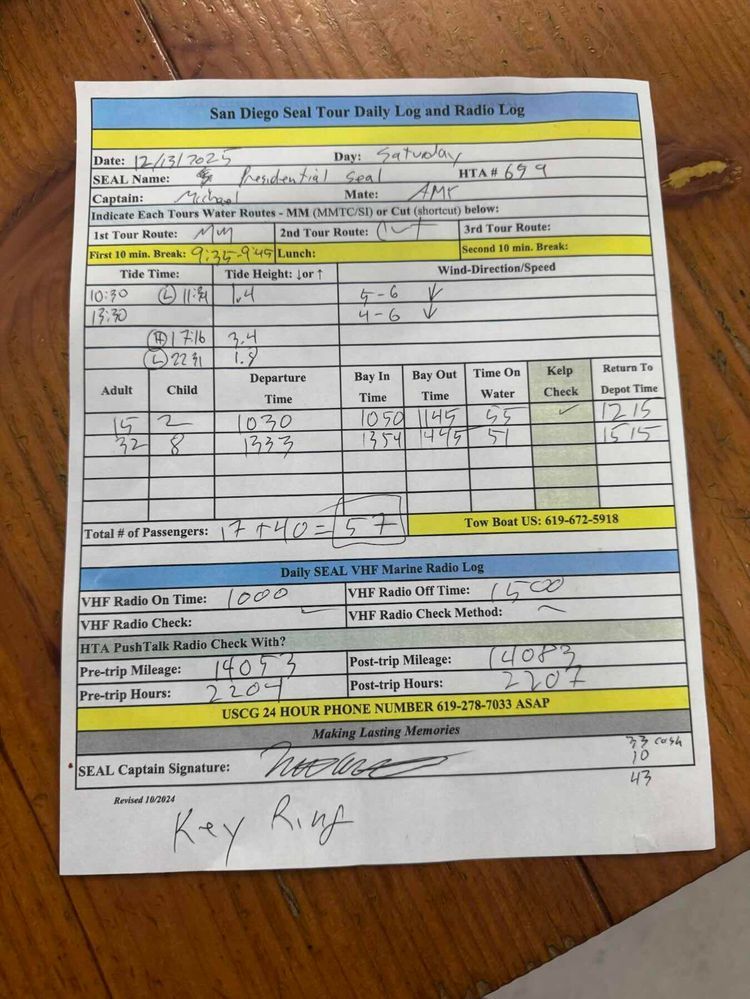 San Diego Seal Tour Daily Log and Radio Log
Date: 12/13/2025 Day: Saturday
SEAL Name: Presidential Seal HTA # 699
Captain: Michael Mate: AMY
Indicate Each Tours Water Routes - MM (MMTC/SI) or Cut (shortcut) below:
1st Tour Route: MM 2nd Tour Route: Cut 3rd Tour Route:
First 10 min. Break: 9:35-9:45 Lunch: Second 10 min. Break:
Tide Time: Tide Height: ↓or↑ Wind-Direction/Speed
10:30 (L) 11:34 1.4 5-6 ↓
13:30 4-6 ↓
(H) 1716 3.4
(L) 2231 1.8
Adult Child Departure Time Bay In Time Bay Out Time Time On Water Kelp Check Return To Depot Time
15 2 1030 1050 1145 55 ✓ 1215
32 8 1333 1354 1445 51 1515
Total # of Passengers: 17+40=57 Tow Boat US: 619-672-5918
Daily SEAL VHF Marine Radio Log
VHF Radio On Time: 1000 VHF Radio Off Time: 1500
VHF Radio Check: VHF Radio Check Method:
HTA PushTalk Radio Check With?
Pre-trip Mileage: 14053 Post-trip Mileage: 14083
Pre-trip Hours: 2204 Post-trip Hours: 2207
USCG 24 HOUR PHONE NUMBER 619-278-7033 ASAP
Making Lasting Memories
33 cash
SEAL Captain Signature: 10
43
Revised 10/2024
Key Ring